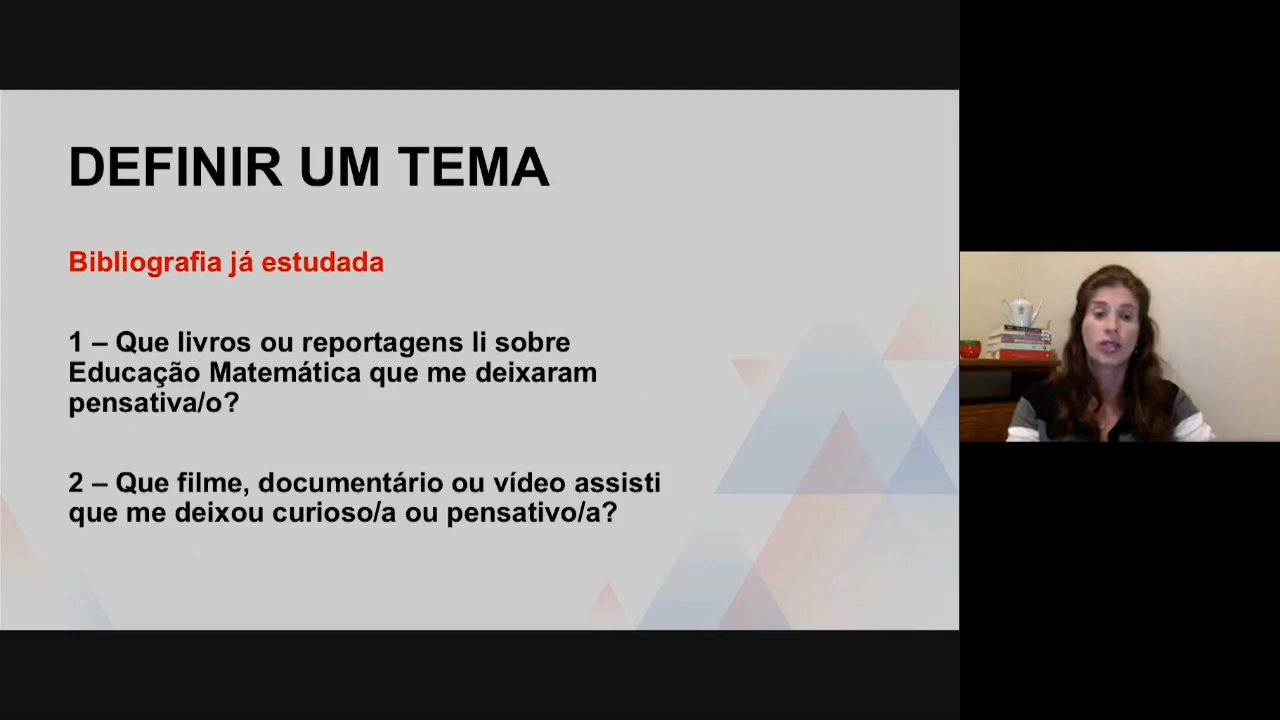 DEFINIR UM TEMA
Bibliografia já estudada
1 – Que livros ou reportagens li sobre
Educação Matemática que me deixaram
pensativa/o?
2 – Que filme, documentário ou vídeo assisti
que me deixou curioso/a ou pensativo/a?